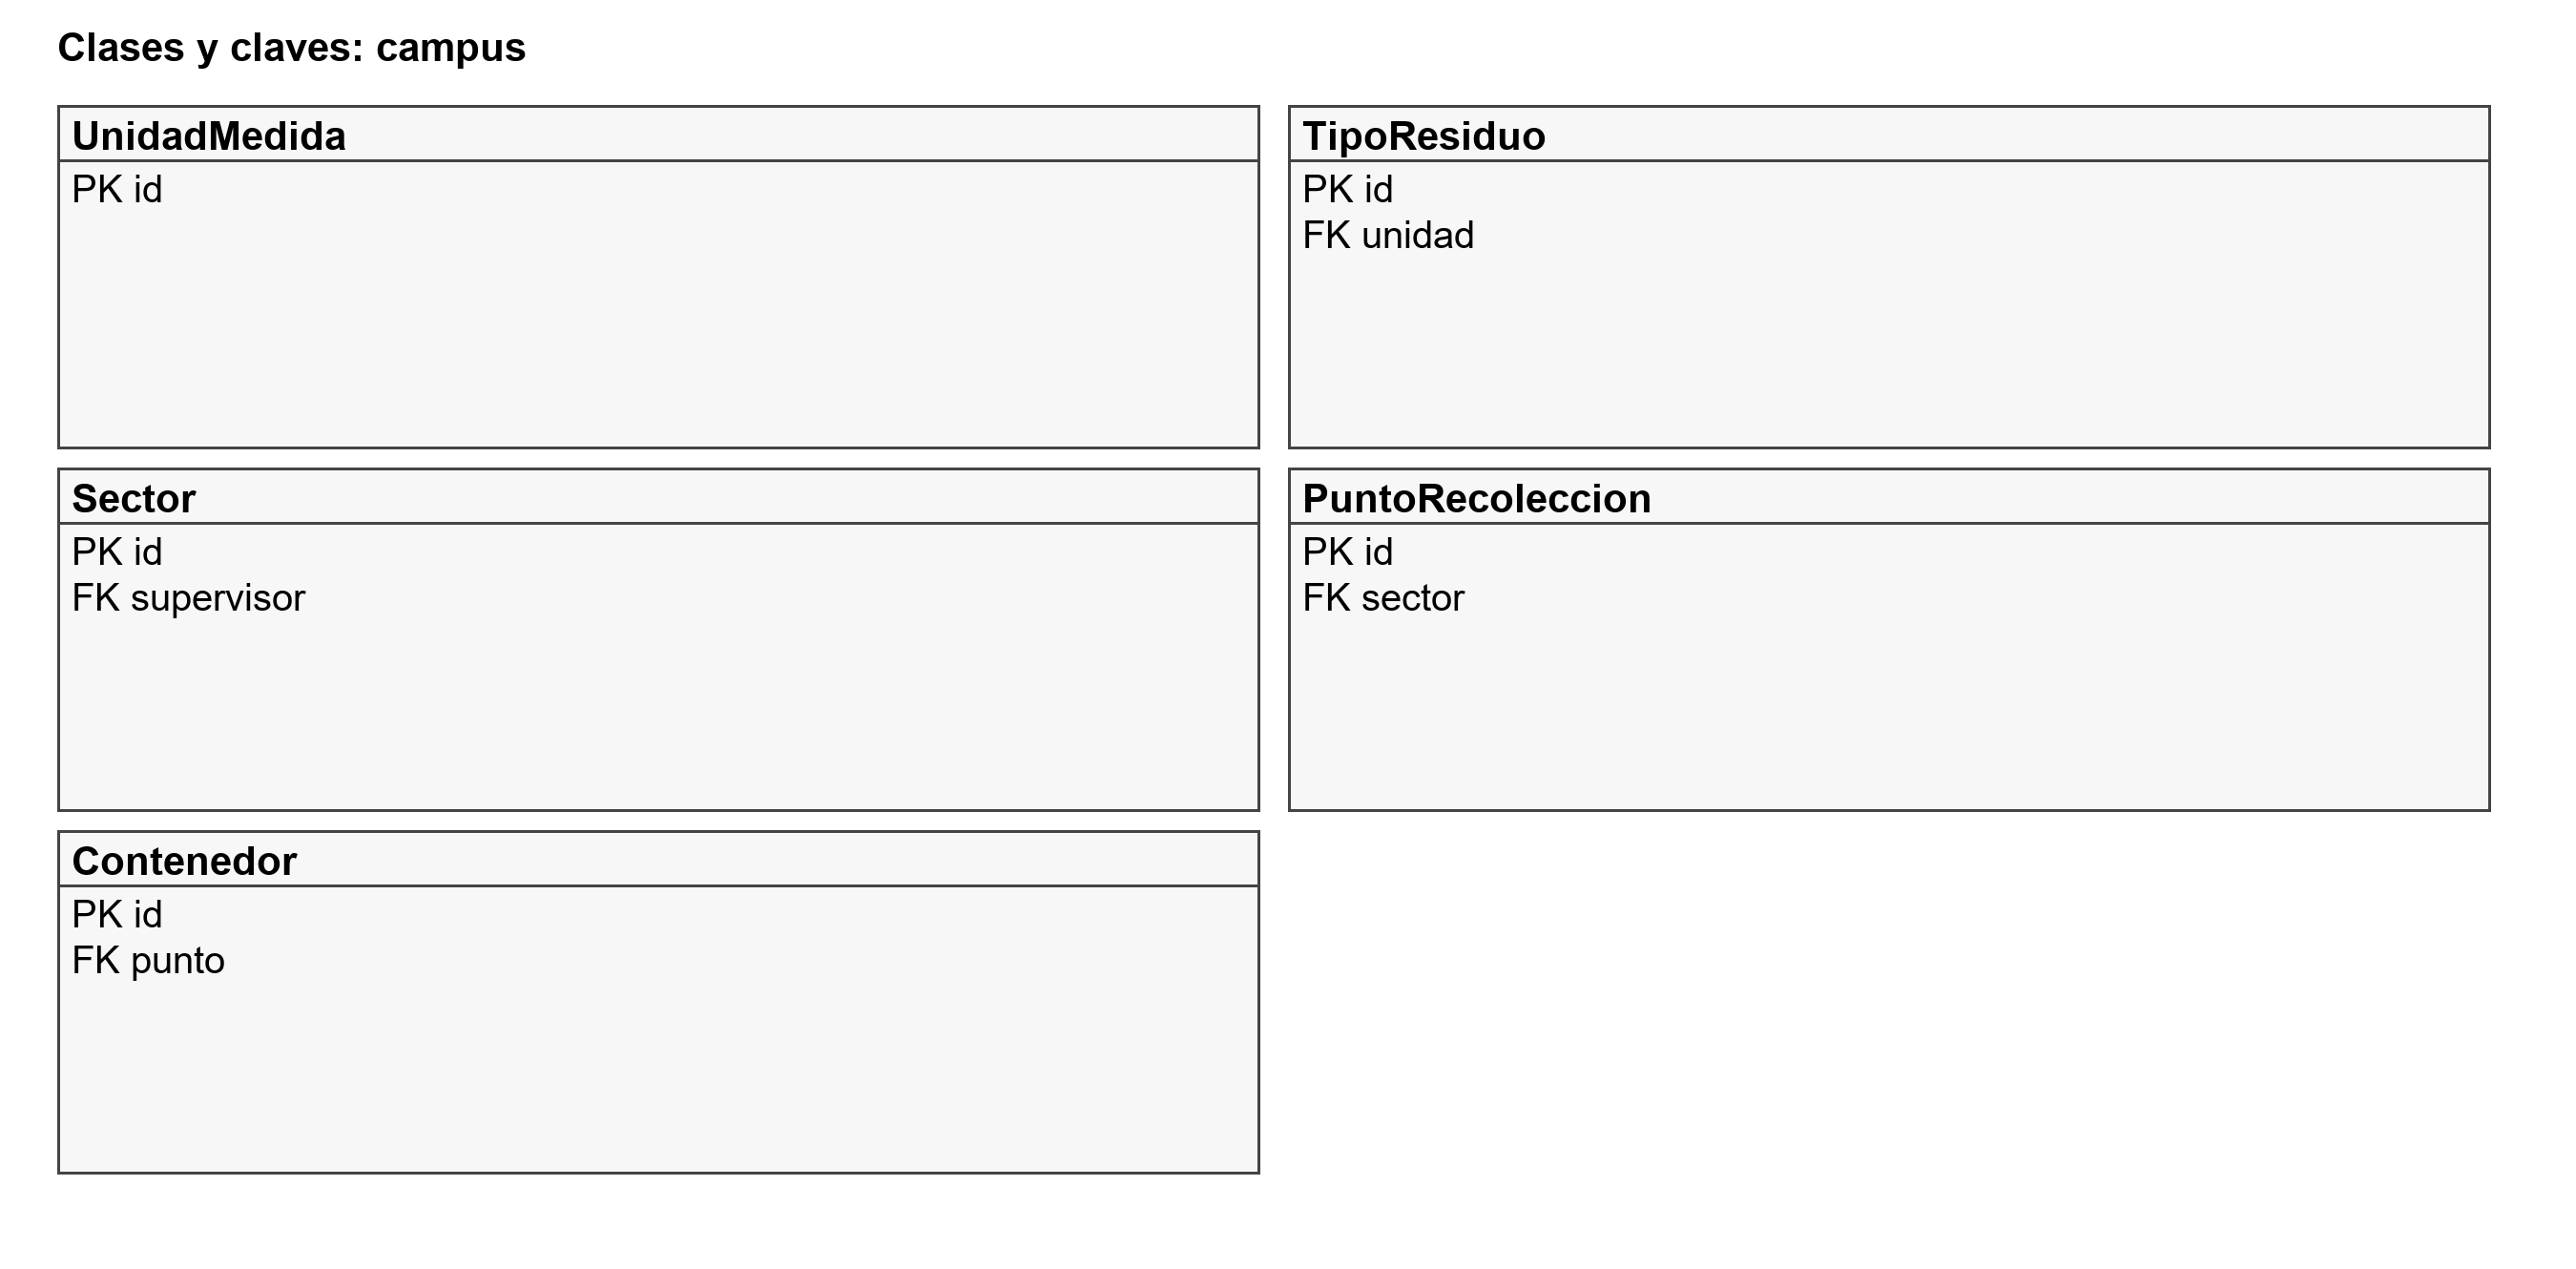 Clases y claves: campus
UnidadMedida
PK id
TipoResiduo
PK id
FK unidad
Sector
PK id
FK supervisor
PuntoRecoleccion
PK id
FK sector
Contenedor
PK id
FK punto